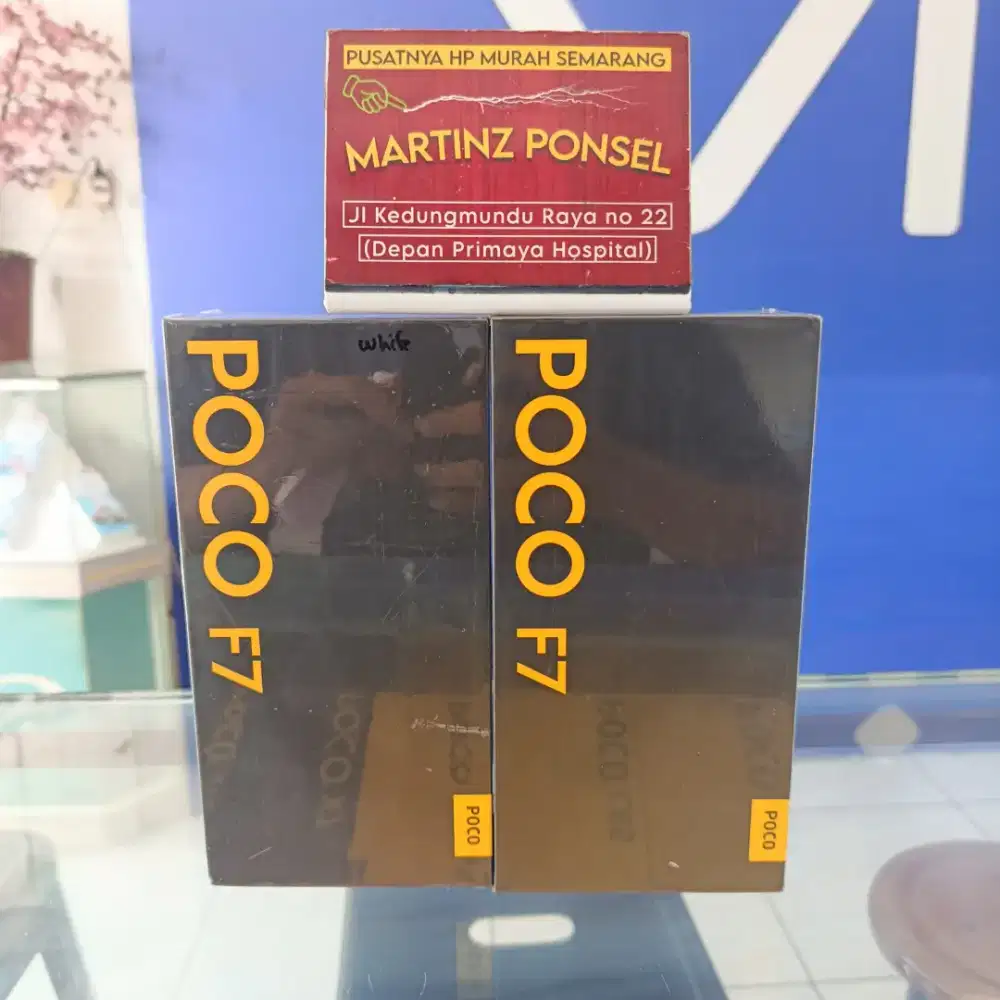 PUSATNYA HP MURAH SEMARANG
MARTINZ PONSEL
Jl Kedungmundu Raya no 22
(Depan Primaya Hospital)
white
POCO F7
POCO F7
POCO
POCO